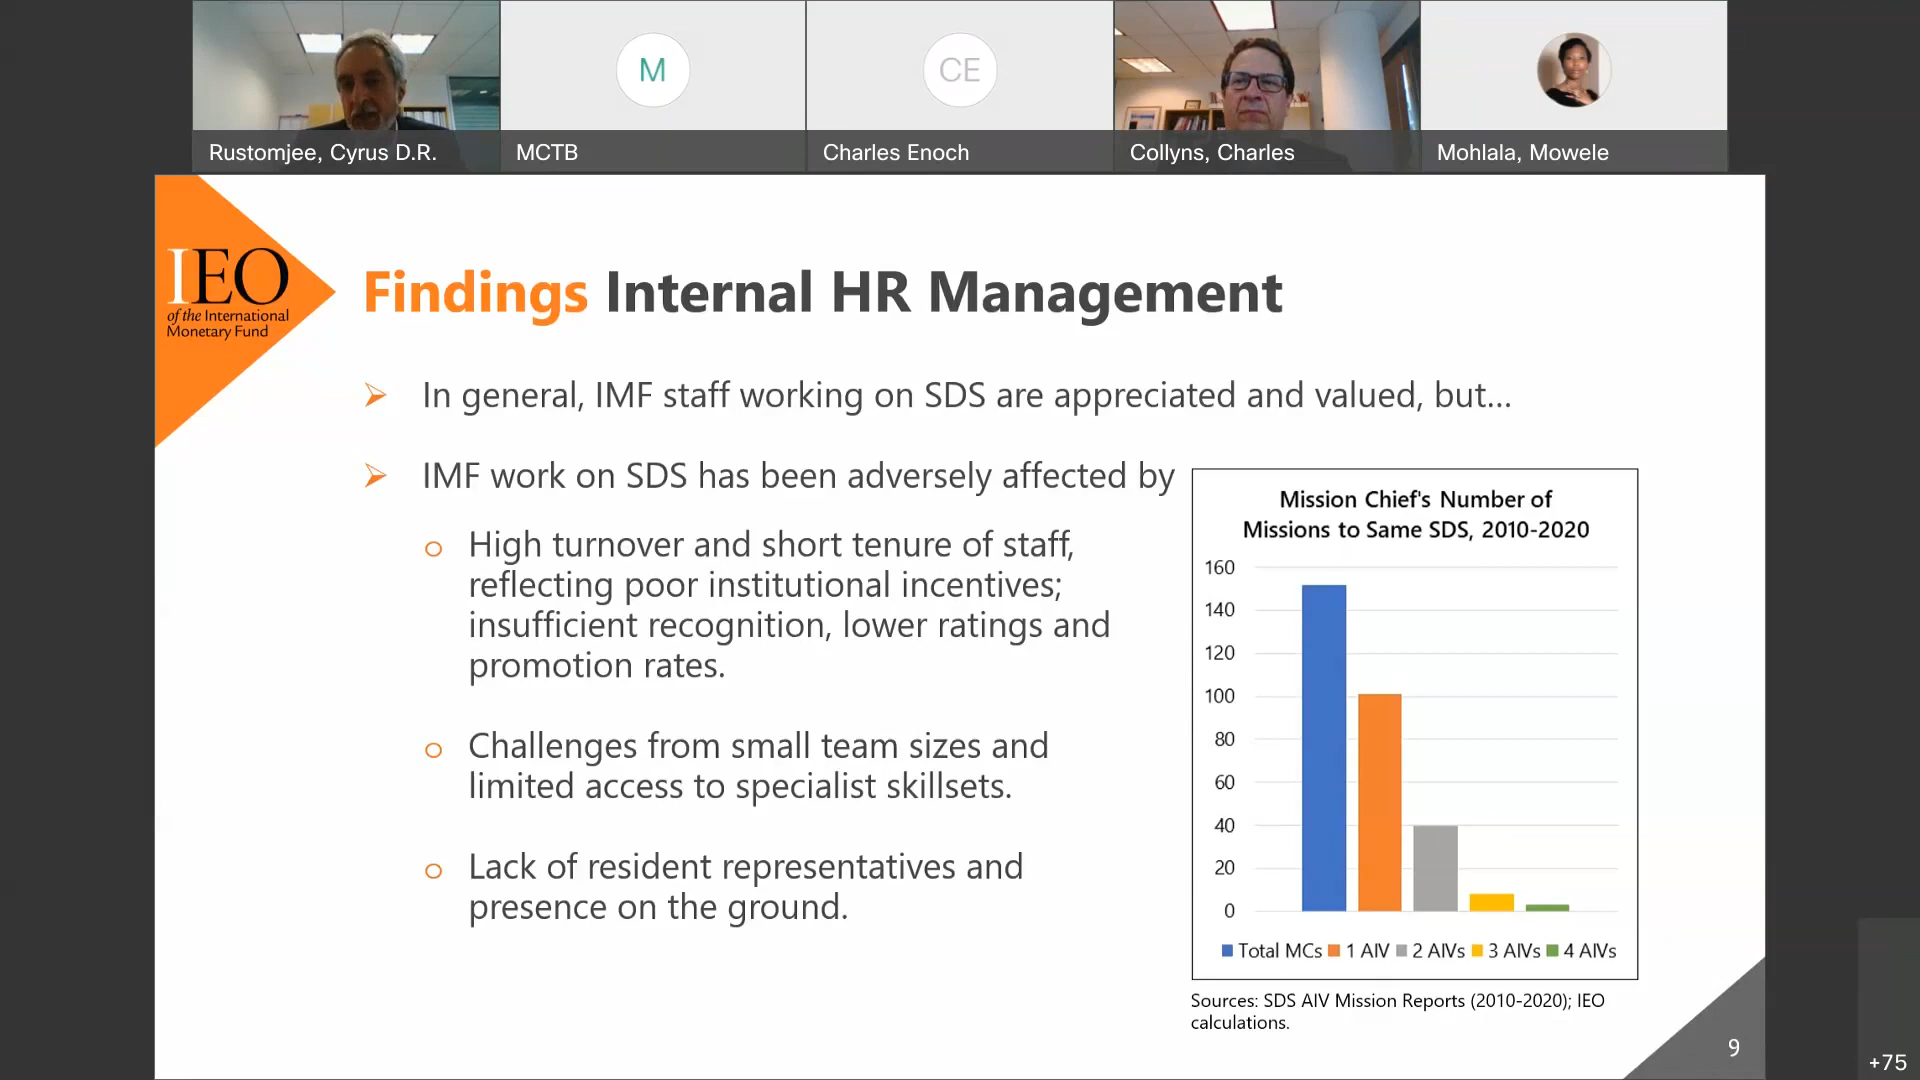 M
CE
Rustomjee, Cyrus D.R.
MCTB
Charles Enoch
Collyns, Charles
Mohlala, Mowele
IEO
of the International
Monetary Fund
Findings Internal HR Management
In general, IMF staff working on SDS are appreciated and valued, but...
IMF work on SDS has been adversely affected by
High turnover and short tenure of staff,
reflecting poor institutional incentives;
insufficient recognition, lower ratings and
promotion rates.
Challenges from small team sizes and
limited access to specialist skillsets.
Lack of resident representatives and
presence on the ground.
Mission Chief's Number of
Missions to Same SDS, 2010-2020
160
140
120
100
80
60
40
20
0
Total MCs 1 AIV 2 AIVs 3 AIVs 4 AIVs
Sources: SDS AIV Mission Reports (2010-2020); IEO
calculations.
9
+75